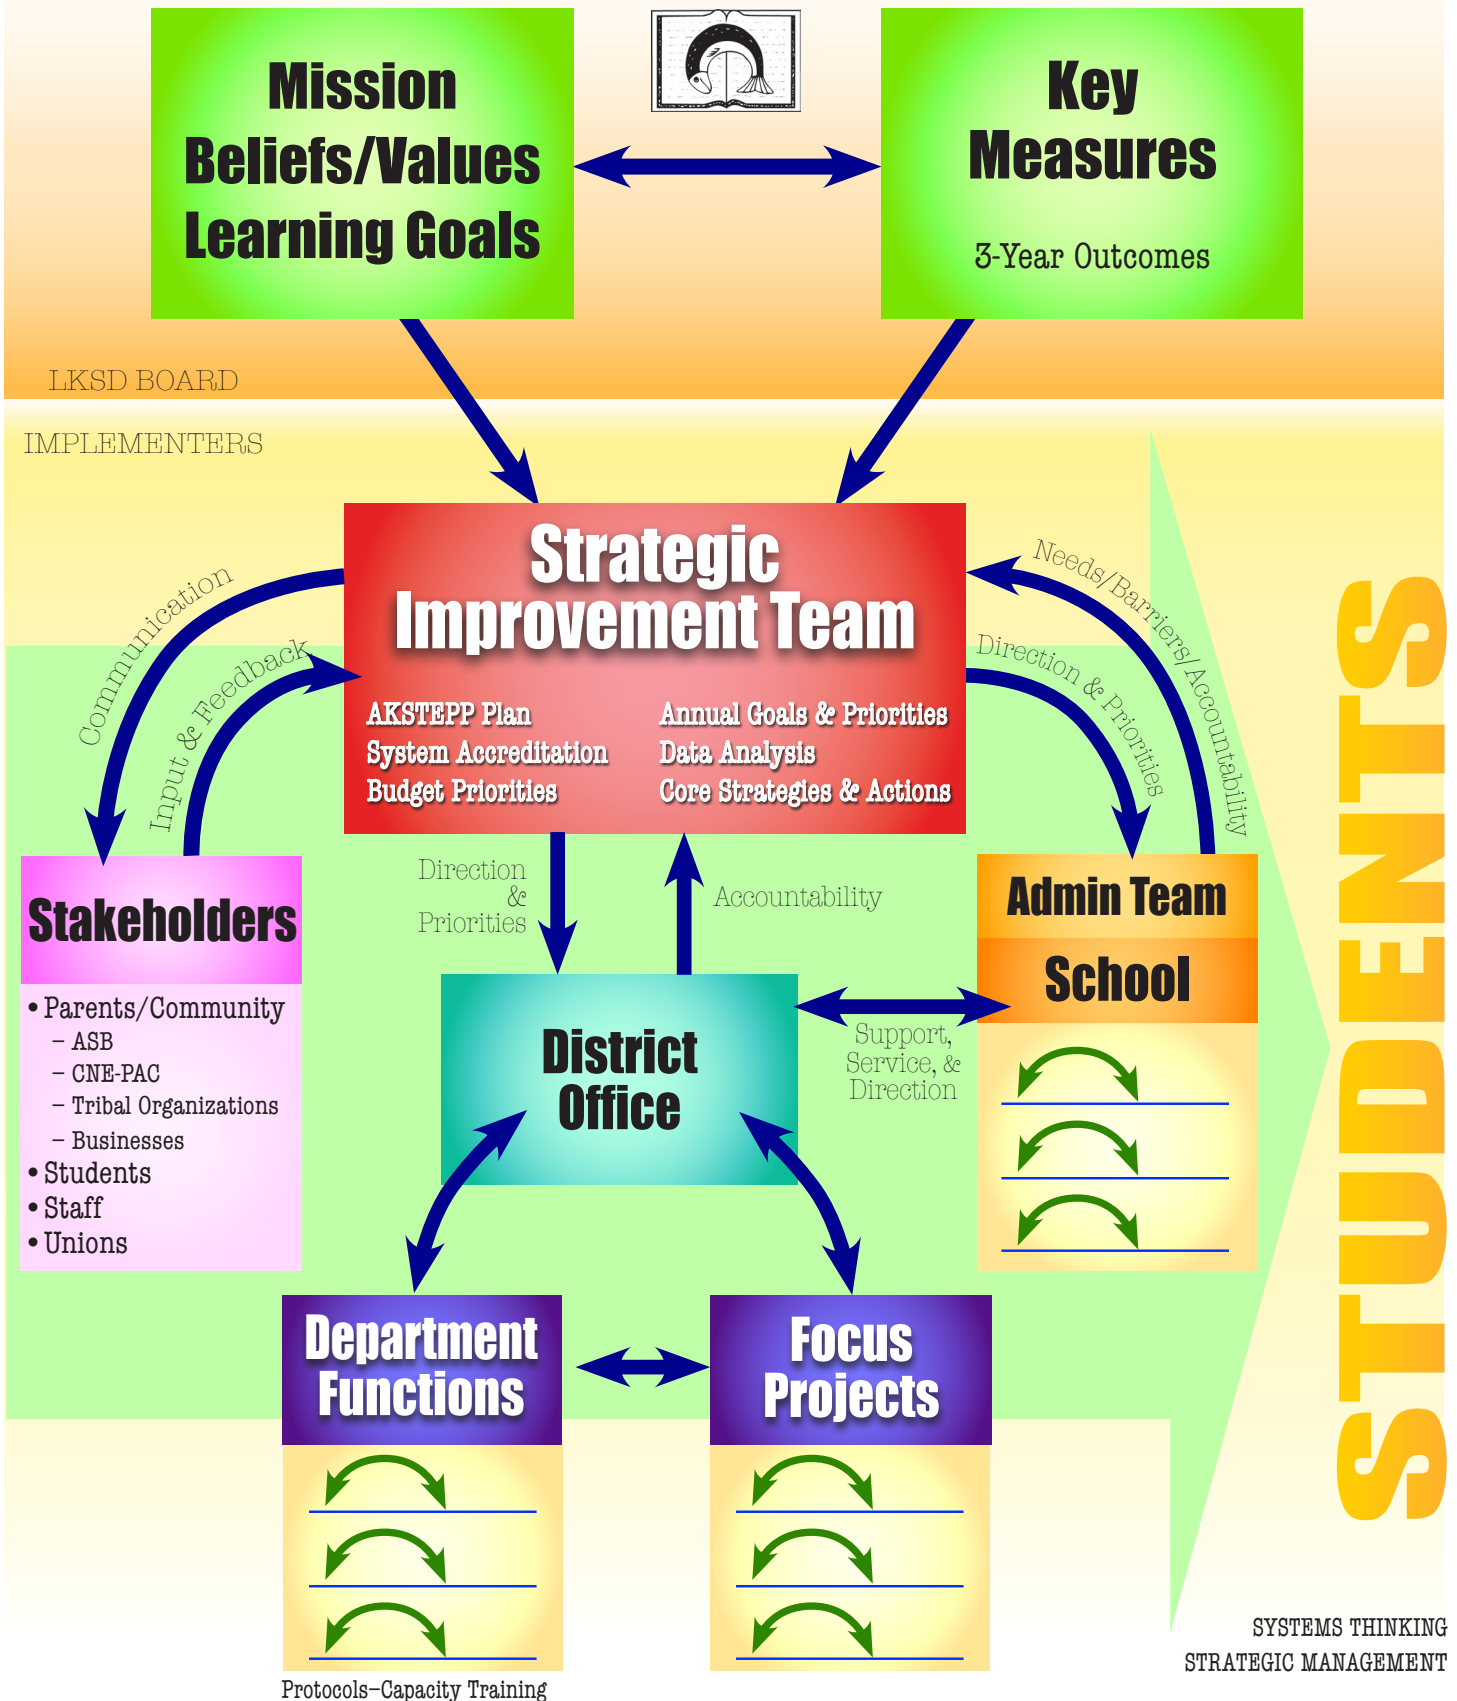 Mission
Beliefs/Values
Learning Goals
Key
Measures
3-Year Outcomes
LKSD BOARD
IMPLEMENTERS
Strategic
Improvement Team
AKSTEPP Plan
System Accreditation
Budget Priorities
Annual Goals & Priorities
Data Analysis
Core Strategies & Actions
Communication
Input & Feedback
Needs/Barriers/Accountability
Direction & Priorities
Stakeholders
• Parents/Community
– ASB
– CNE-PAC
– Tribal Organizations
– Businesses
• Students
• Staff
• Unions
Direction
&
Priorities
Accountability
District
Office
Support,
Service, &
Direction
Admin Team
School
Department
Functions
Focus
Projects
Protocols–Capacity Training
STUDENTS
SYSTEMS THINKING
STRATEGIC MANAGEMENT